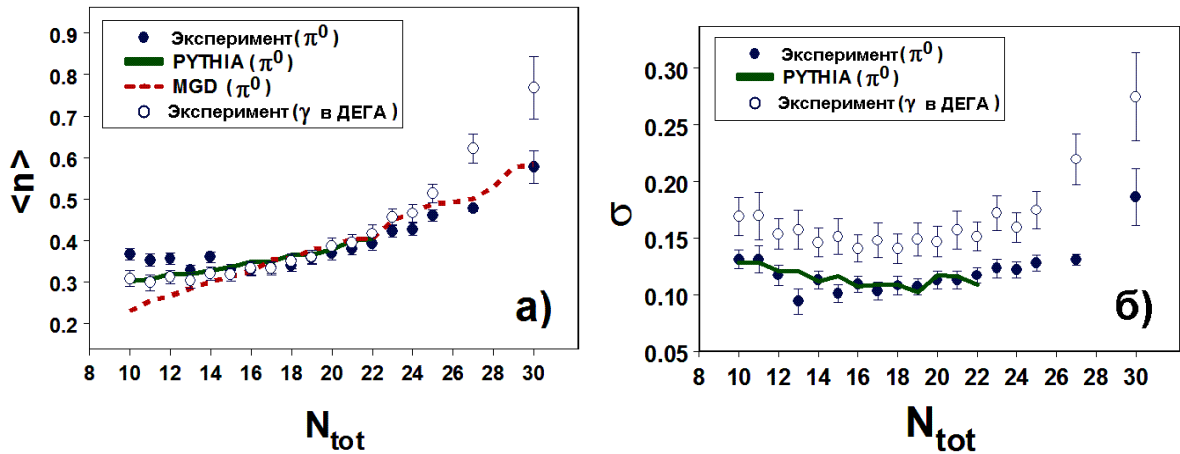 Эксперимент (π⁰)
PYTHIA (π⁰)
MGD (π⁰)
Эксперимент (γ в ДЕГА)
0.9
0.8
0.7
0.6
0.5
0.4
0.3
0.2
<n>
а)
8 10 12 14 16 18 20 22 24 26 28 30
N_tot
Эксперимент (π⁰)
PYTHIA (π⁰)
Эксперимент (γ в ДЕГА)
0.30
0.25
0.20
0.15
0.10
0.05
σ
б)
8 10 12 14 16 18 20 22 24 26 28 30
N_tot